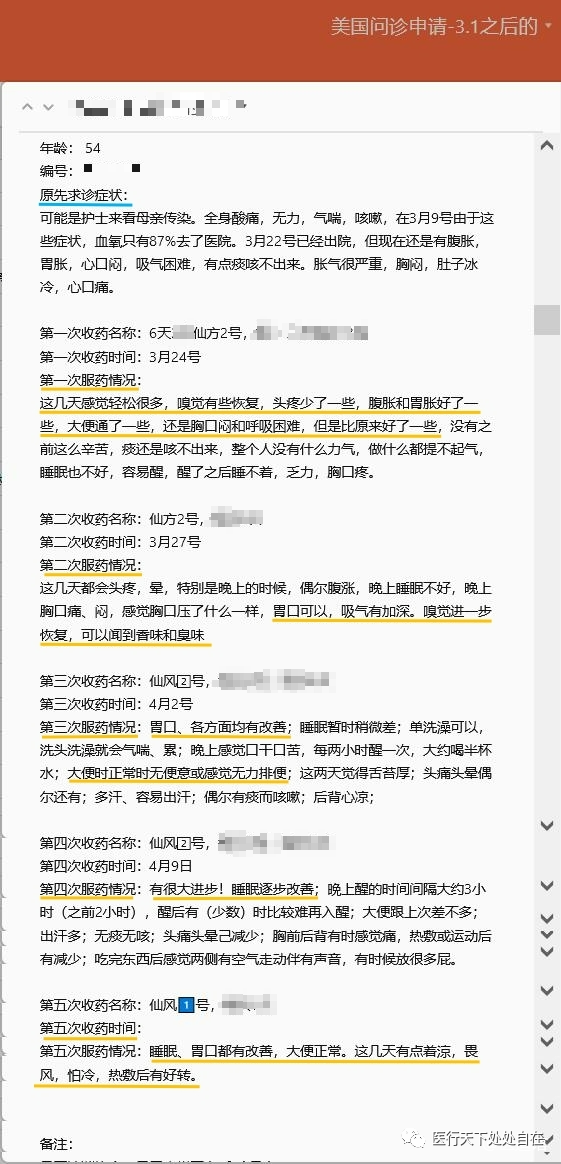 美国问诊申请-3.1之后的
年龄： 54
编号：
原先求诊症状：
可能是护士来看母亲传染。全身酸痛，无力，气喘，咳嗽，在3月9号由于这
些症状，血氧只有87%去了医院。3月22号已经出院，但现在还是有腹胀，
胃胀，心口闷，吸气困难，有点痰咳不出来。胀气很严重，胸闷，肚子冰
冷，心口痛。
第一次收药名称：6天 仙方2号，
第一次收药时间：3月24号
第一次服药情况：
这几天感觉轻松很多，嗅觉有些恢复，头疼少了一些，腹胀和胃胀好了一
些，大便通了一些，还是胸口闷和呼吸困难，但是比原来好了一些，没有之
前这么辛苦，痰还是咳不出来，整个人没有什么力气，做什么都提不起气，
睡眠也不好，容易醒，醒了之后睡不着，乏力，胸口疼。
第二次收药名称：仙方2号，
第二次收药时间：3月27号
第二次服药情况：
这几天都会头疼，晕，特别是晚上的时候，偶尔腹涨，晚上睡眠不好，晚上
胸口痛、闷，感觉胸口压了什么一样，胃口可以，吸气有加深。嗅觉进一步
恢复，可以闻到香味和臭味
第三次收药名称：仙风2号，
第三次收药时间：4月2号
第三次服药情况：胃口、各方面均有改善；睡眠暂时稍微差；单洗澡可以，
洗头洗澡就会气喘、累；晚上感觉口干口苦，每两小时醒一次，大约喝半杯
水；大便时正常时无便意或感觉无力排便；这两天觉得舌苔厚；头痛头晕偶
尔还有；多汗、容易出汗；偶尔有痰而咳嗽；后背心凉；
第四次收药名称：仙风2号，
第四次收药时间：4月9日
第四次服药情况：有很大进步！睡眠逐步改善；晚上醒的时间间隔大约3小
时（之前2小时），醒后有（少数）时比较难再入醒；大便跟上次差不多；
出汗多；无痰无咳；头痛头晕己减少；胸前后背有时感觉痛，热敷或运动后
有减少；吃完东西后感觉两侧有空气走动伴有声音，有时候放很多屁。
第五次收药名称：仙风1号，
第五次收药时间：
第五次服药情况：睡眠、胃口都有改善，大便正常。这几天有点着凉，畏
风，怕冷，热敷后有好转。
备注：
医行天下处处自在